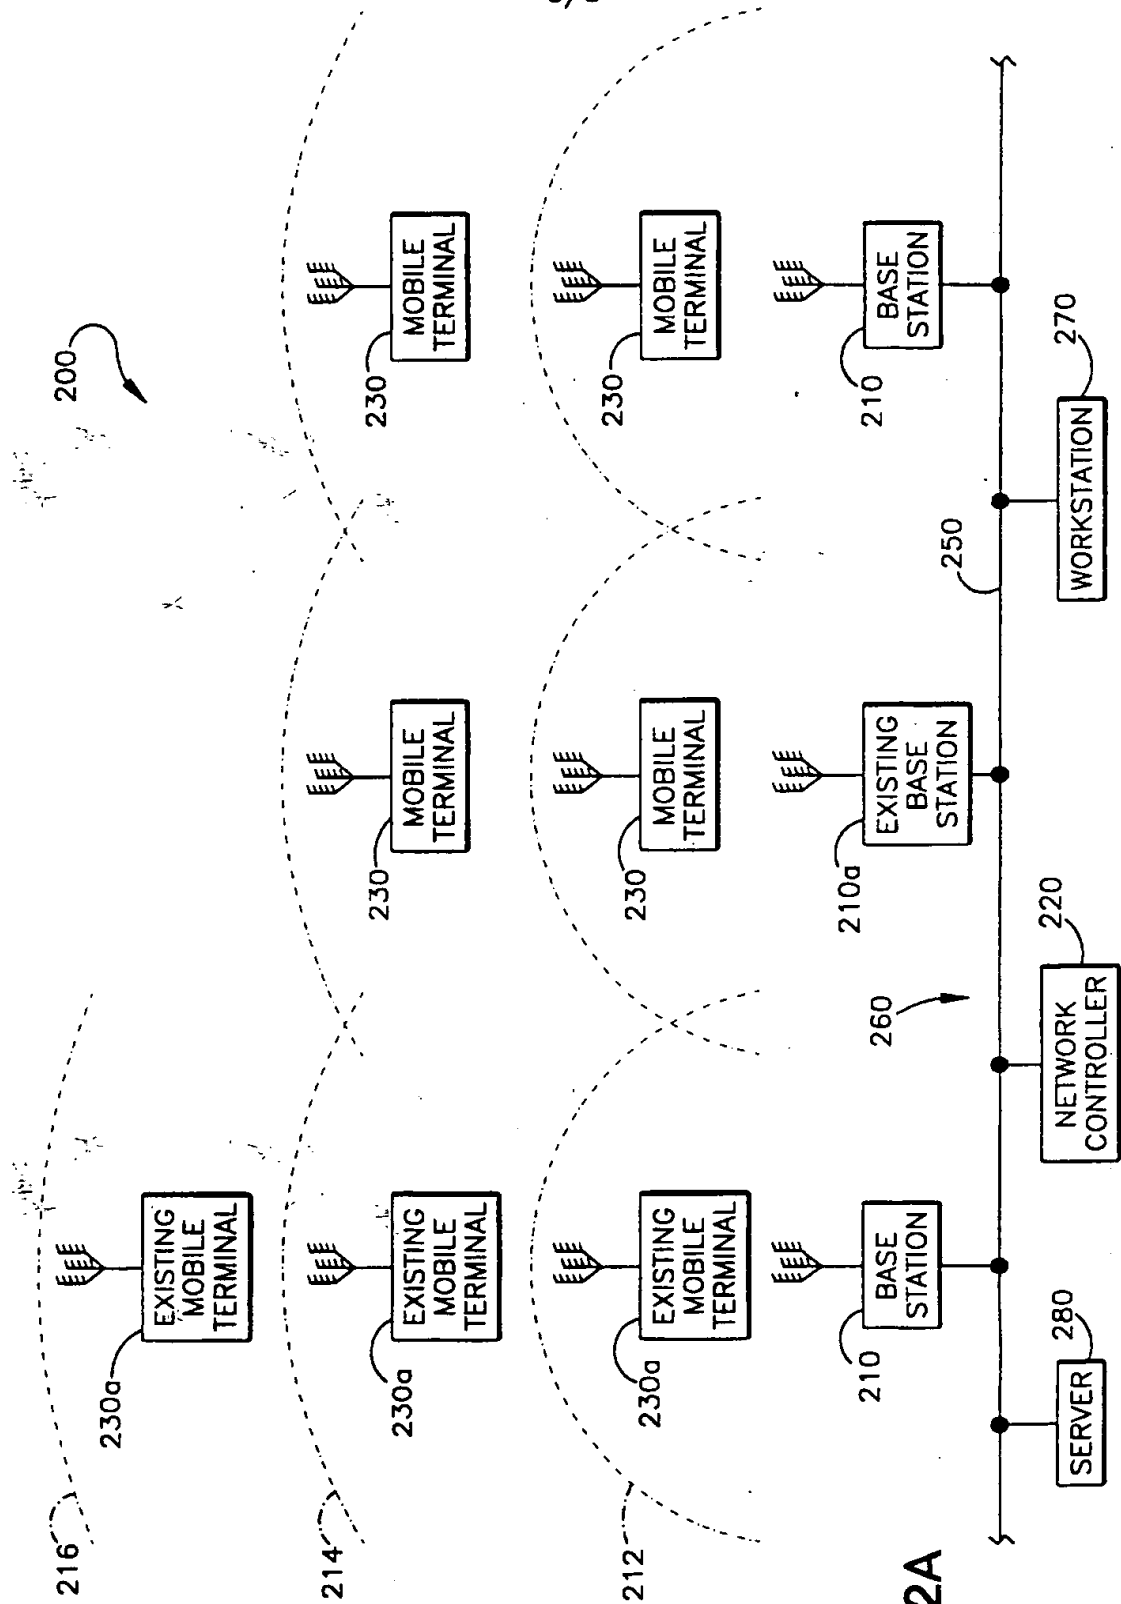 200
216
230a
EXISTING
MOBILE
TERMINAL
214
230a
EXISTING
MOBILE
TERMINAL
230
MOBILE
TERMINAL
230
MOBILE
TERMINAL
212
230a
EXISTING
MOBILE
TERMINAL
230
MOBILE
TERMINAL
230
MOBILE
TERMINAL
210
BASE
STATION
210a
EXISTING
BASE
STATION
210
BASE
STATION
260
250
2A
SERVER
280
NETWORK
CONTROLLER
220
WORKSTATION
270